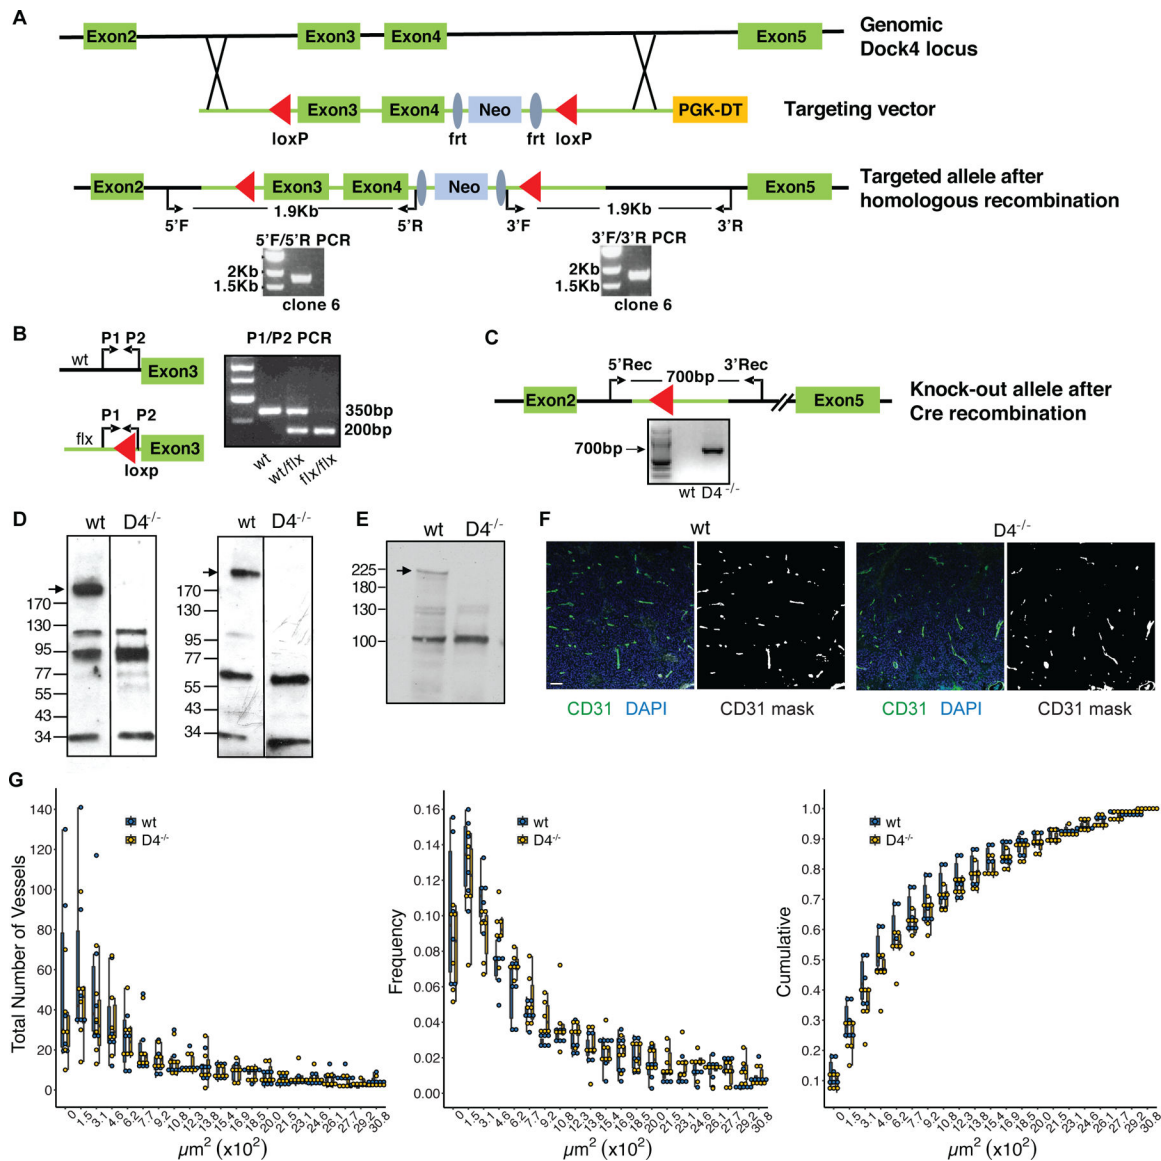 A
Exon2 Exon3 Exon4 Exon5
Genomic
Dock4 locus
Exon3 Exon4 Neo PGK-DT
Targeting vector
loxP frt frt loxP
Exon2 Exon3 Exon4 Neo Exon5
Targeted allele after
homologous recombination
1.9Kb 1.9Kb
5'F 5'R 3'F 3'R
5'F/5'R PCR 3'F/3'R PCR
2Kb 2Kb
1.5Kb 1.5Kb
clone 6 clone 6
B
P1 P2
wt
Exon3
P1 P2
flx
Exon3
loxp
P1/P2 PCR
350bp
200bp
wt wt/flx flx/flx
C
5'Rec 3'Rec
700bp
Exon2 Exon5
Knock-out allele after
Cre recombination
700bp
wt D4-/-
D
wt D4-/- wt D4-/-
170
130
95
77
55
43
34
170
130
95
77
55
43
34
E
wt D4-/-
225
180
130
100
F
wt D4-/-
CD31 DAPI CD31 mask CD31 DAPI CD31 mask
G
Total Number of Vessels
140
120
100
80
60
40
20
0
wt
D4-/-
0 1.5 3.1 4.6 6.2 7.7 9.2 10.8 12.3 13.8 15.4 16.9 18.5 20.0 21.5 23.1 24.6 26.1 27.7 29.2 30.8
µm² (x10²)
Frequency
0.16
0.14
0.12
0.10
0.08
0.06
0.04
0.02
0.00
wt
D4-/-
0 1.5 3.1 4.6 6.2 7.7 9.2 10.8 12.3 13.8 15.4 16.9 18.5 20.0 21.5 23.1 24.6 26.1 27.7 29.2 30.8
µm² (x10²)
Cumulative
1.0
0.9
0.8
0.7
0.6
0.5
0.4
0.3
0.2
0.1
wt
D4-/-
0 1.5 3.1 4.6 6.2 7.7 9.2 10.8 12.3 13.8 15.4 16.9 18.5 20.0 21.5 23.1 24.6 26.1 27.7 29.2 30.8
µm² (x10²)